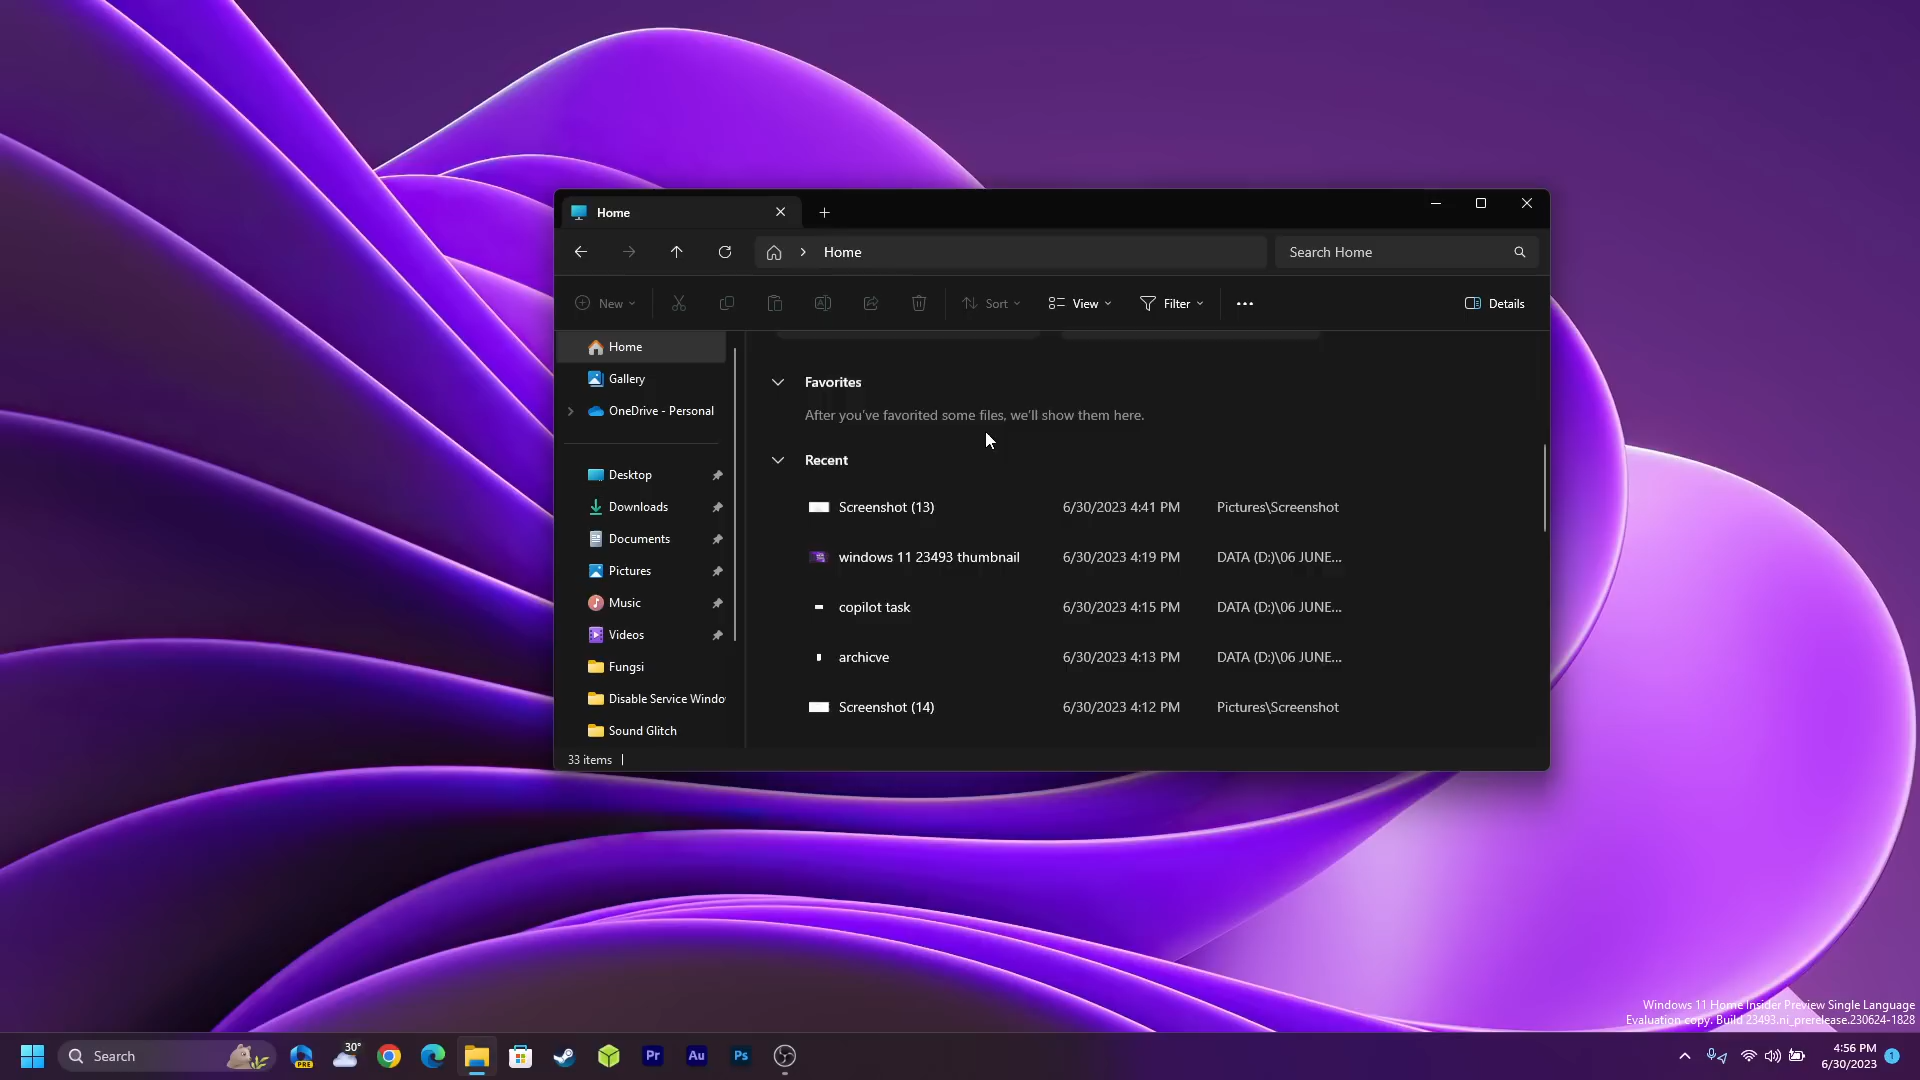 Home
Home
Search Home
New
Sort
View
Filter
Details
Home
Gallery
OneDrive - Personal
Desktop
Downloads
Documents
Pictures
Music
Videos
Fungsi
Disable Service Windo
Sound Glitch
Favorites
After you've favorited some files, we'll show them here.
Recent
Screenshot (13) 6/30/2023 4:41 PM Pictures\Screenshot
windows 11 23493 thumbnail 6/30/2023 4:19 PM DATA (D:)\06 JUNE...
copilot task 6/30/2023 4:15 PM DATA (D:)\06 JUNE...
archicve 6/30/2023 4:13 PM DATA (D:)\06 JUNE...
Screenshot (14) 6/30/2023 4:12 PM Pictures\Screenshot
33 items
Windows 11 Home Insider Preview Single Language
Evaluation copy. Build 23493.ni_prerelease.230624-1828
Search
PRE
30°
Pr
Au
Ps
4:56 PM
6/30/2023
1